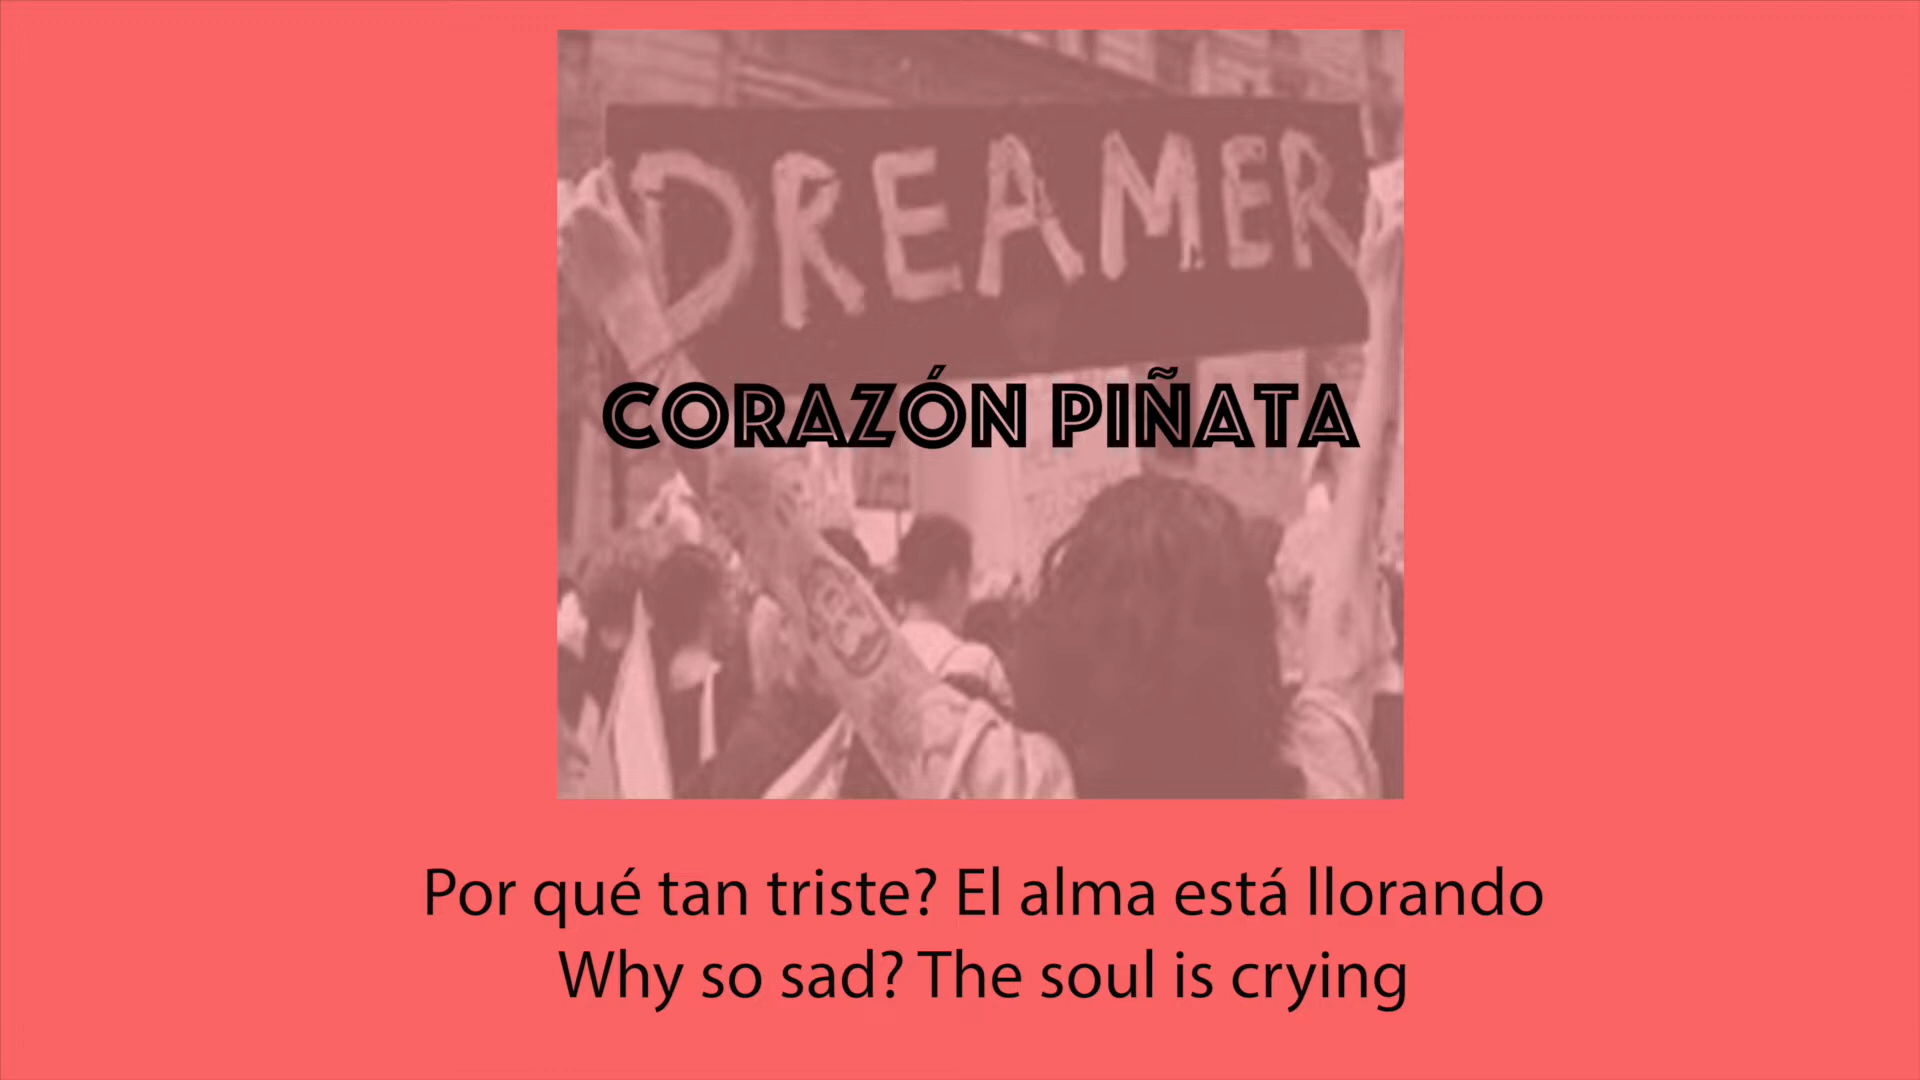 DREAMER
CORAZÓN PIÑATA
Por qué tan triste? El alma está llorando
Why so sad? The soul is crying